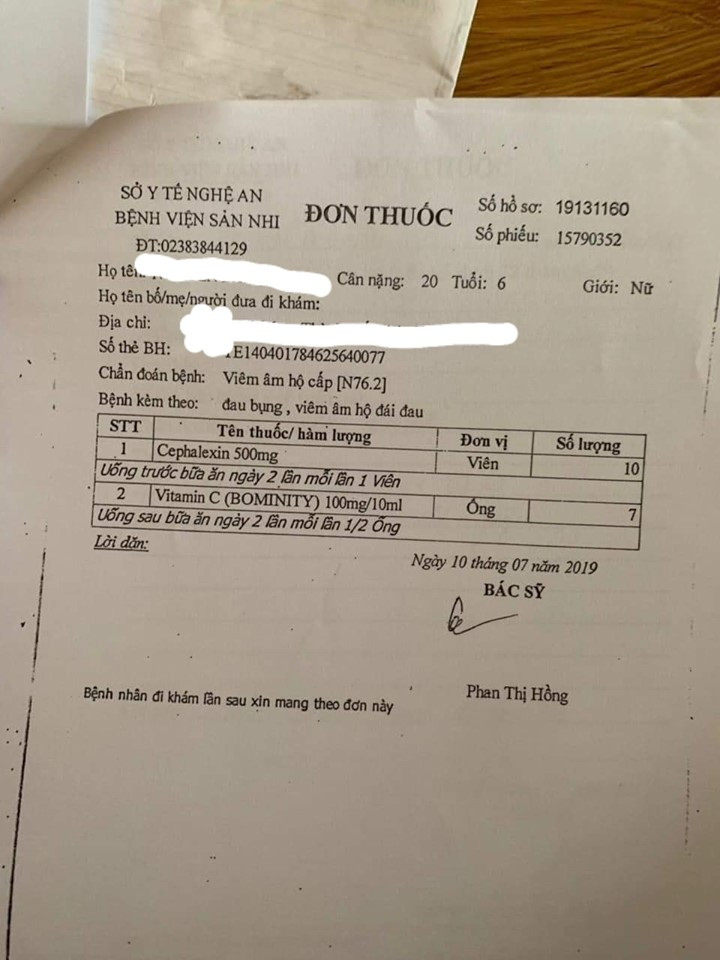 SỞ Y TẾ NGHỆ AN
BỆNH VIỆN SẢN NHI
ĐT:02383844129
ĐƠN THUỐC
Số hồ sơ: 19131160
Số phiếu: 15790352
Họ tên: Cân nặng: 20 Tuổi: 6 Giới: Nữ
Họ tên bố/mẹ/người đưa đi khám:
Địa chỉ:
Số thẻ BH: E140401784625640077
Chẩn đoán bệnh: Viêm âm hộ cấp [N76.2]
Bệnh kèm theo: đau bụng , viêm âm hộ đái đau
STT Tên thuốc/ hàm lượng Đơn vị Số lượng
1 Cephalexin 500mg Viên 10
Uống trước bữa ăn ngày 2 lần mỗi lần 1 Viên
2 Vitamin C (BOMINITY) 100mg/10ml Ống 7
Uống sau bữa ăn ngày 2 lần mỗi lần 1/2 Ống
Lời dặn:
Ngày 10 tháng 07 năm 2019
BÁC SỸ
Phan Thị Hồng
Bệnh nhân đi khám lần sau xin mang theo đơn này